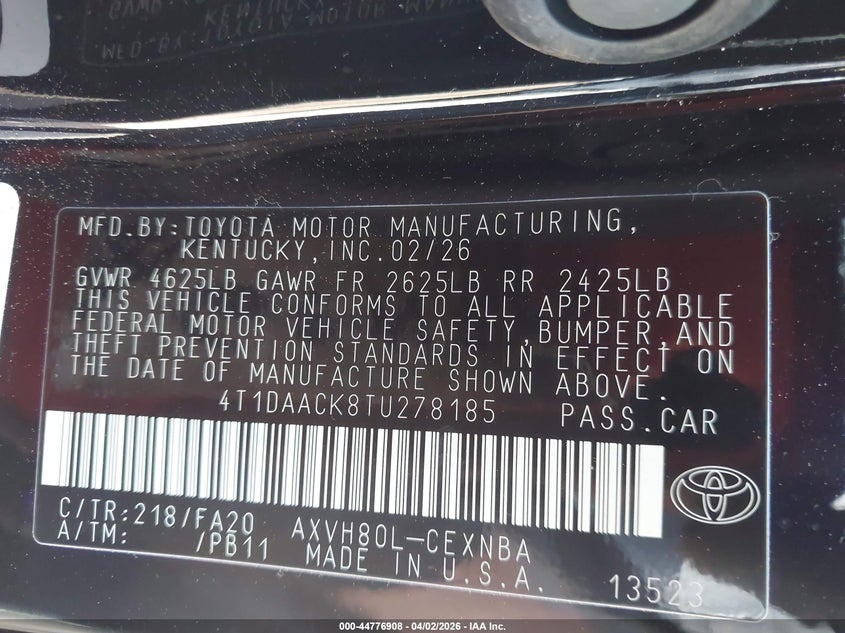 MFD.BY:TOYOTA MOTOR MANUFACTURING,
KENTUCKY,INC.02/26
GVWR 4625LB GAWR FR 2625LB RR 2425LB
THIS VEHICLE CONFORMS TO ALL APPLICABLE
FEDERAL MOTOR VEHICLE SAFETY,BUMPER,AND
THEFT PREVENTION STANDARDS IN EFFECT ON
THE DATE OF MANUFACTURE SHOWN ABOVE.
4T1DAACK8TU278185 PASS.CAR
C/TR:218/FA20 AXVH80L-CEXNBA
A/TM: /PB11 MADE IN U.S.A. 13523
000-44776908 - 04/02/2026 - IAA Inc.